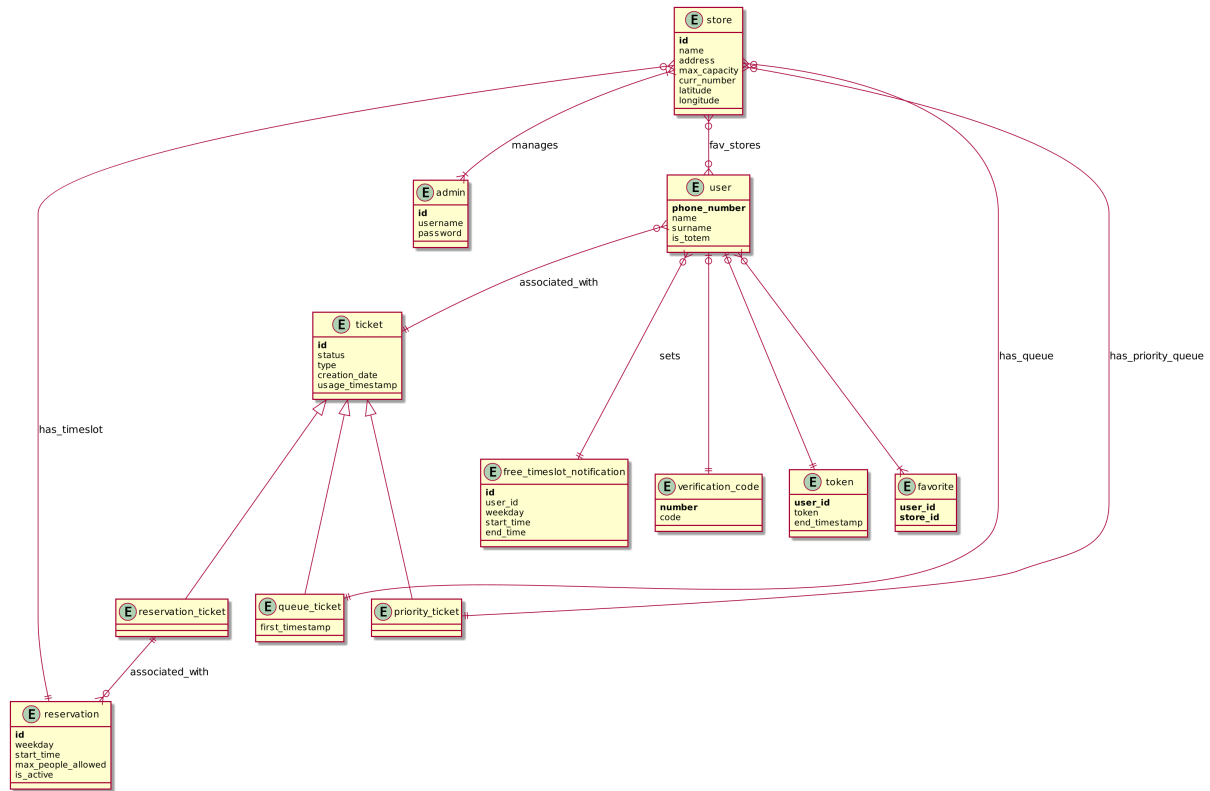 E store
id
name
address
max_capacity
curr_number
latitude
longitude
manages
fav_stores
E admin
id
username
password
E user
phone_number
name
surname
is_totem
associated_with
E ticket
id
status
type
creation_date
usage_timestamp
sets
has_queue
has_priority_queue
has_timeslot
E free_timeslot_notification
id
user_id
weekday
start_time
end_time
E verification_code
number
code
E token
user_id
token
end_timestamp
E favorite
user_id
store_id
E reservation_ticket
E queue_ticket
first_timestamp
E priority_ticket
associated_with
E reservation
id
weekday
start_time
max_people_allowed
is_active